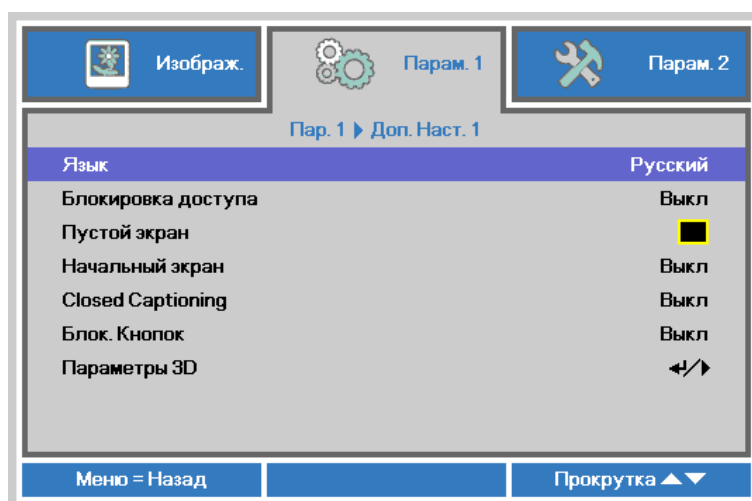 Изображ. Парам. 1 Парам. 2
Пар. 1 Доп. Наст. 1
Язык Русский
Блокировка доступа Выкл
Пустой экран
Начальный экран Выкл
Closed Captioning Выкл
Блок. Кнопок Выкл
Параметры 3D
Меню = Назад Прокрутка